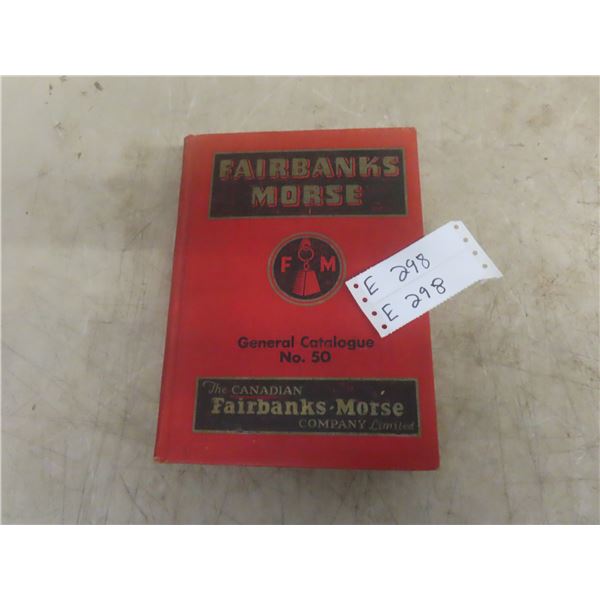 FAIRBANKS
MORSE
F M
E 298
E 298
General Catalogue
No. 50
The CANADIAN
Fairbanks-Morse
COMPANY Limited